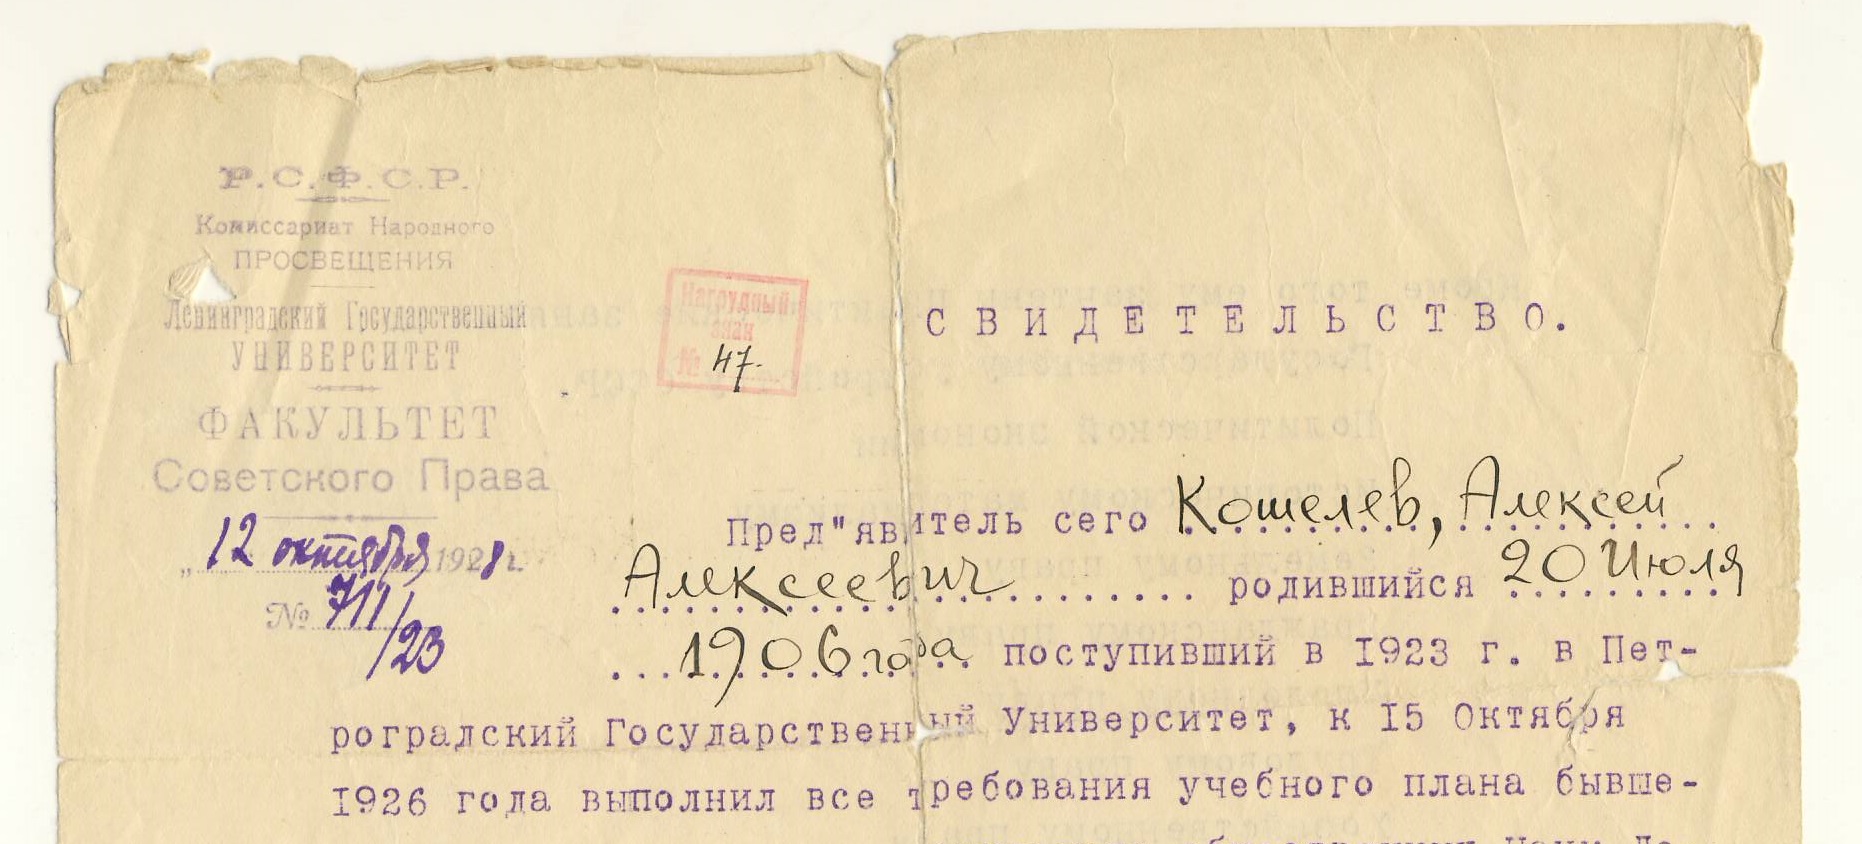 Р.С.Ф.С.Р.
Комиссариат Народного
ПРОСВЕЩЕНИЯ
Ленинградский Государственный
УНИВЕРСИТЕТ
ФАКУЛЬТЕТ
Советского Права
„ 12 октября 1928 г.
№ 711/23
Нагрудный
знак
№ 47.
СВИДЕТЕЛЬСТВО.
Пред"явитель сего Кошелев, Алексей
Алексеевич родившийся 20 Июля
1906 года поступивший в 1923 г. в Пет-
роградский Государственный Университет, к 15 Октября
1926 года выполнил все требования учебного плана бывше-